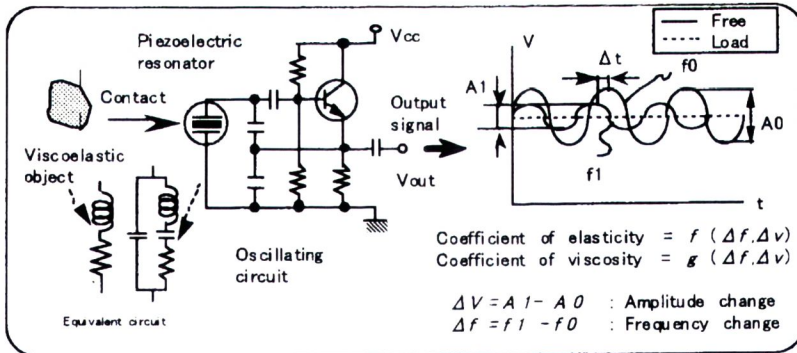 Piezoelectric
resonator
Contact
Viscoelastic
object
Equivalent circuit
Vcc
Output
signal
Vout
Oscillating
circuit
Free
Load
V
Δt
f0
A1
A0
f1
t
Coefficient of elasticity = f (Δf,Δv)
Coefficient of viscosity = g (Δf,Δv)
ΔV=A1-A0 : Amplitude change
Δf=f1-f0 : Frequency change